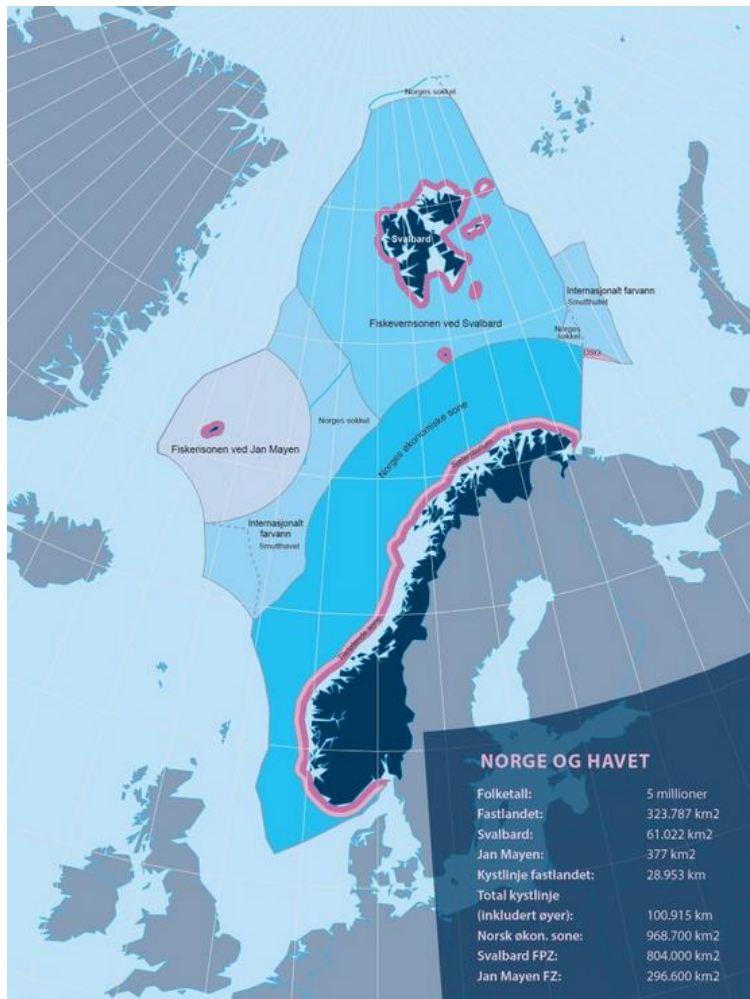 Norges sokkel
Svalbard
Internasjonalt farvann
Smutthullet
Fiskevernsonen ved Svalbard
Norges
sokkel
Norges sokkel
Norges økonomiske sone
Fiskerisonen ved Jan Mayen
Internasjonalt
farvann
Smutthavet
Tilstøtende sone
NORGE OG HAVET
Folketall: 5 millioner
Fastlandet: 323.787 km2
Svalbard: 61.022 km2
Jan Mayen: 377 km2
Kystlinje fastlandet: 28.953 km
Total kystlinje
(inkludert øyer): 100.915 km
Norsk økon. sone: 968.700 km2
Svalbard FPZ: 804.000 km2
Jan Mayen FZ: 296.600 km2